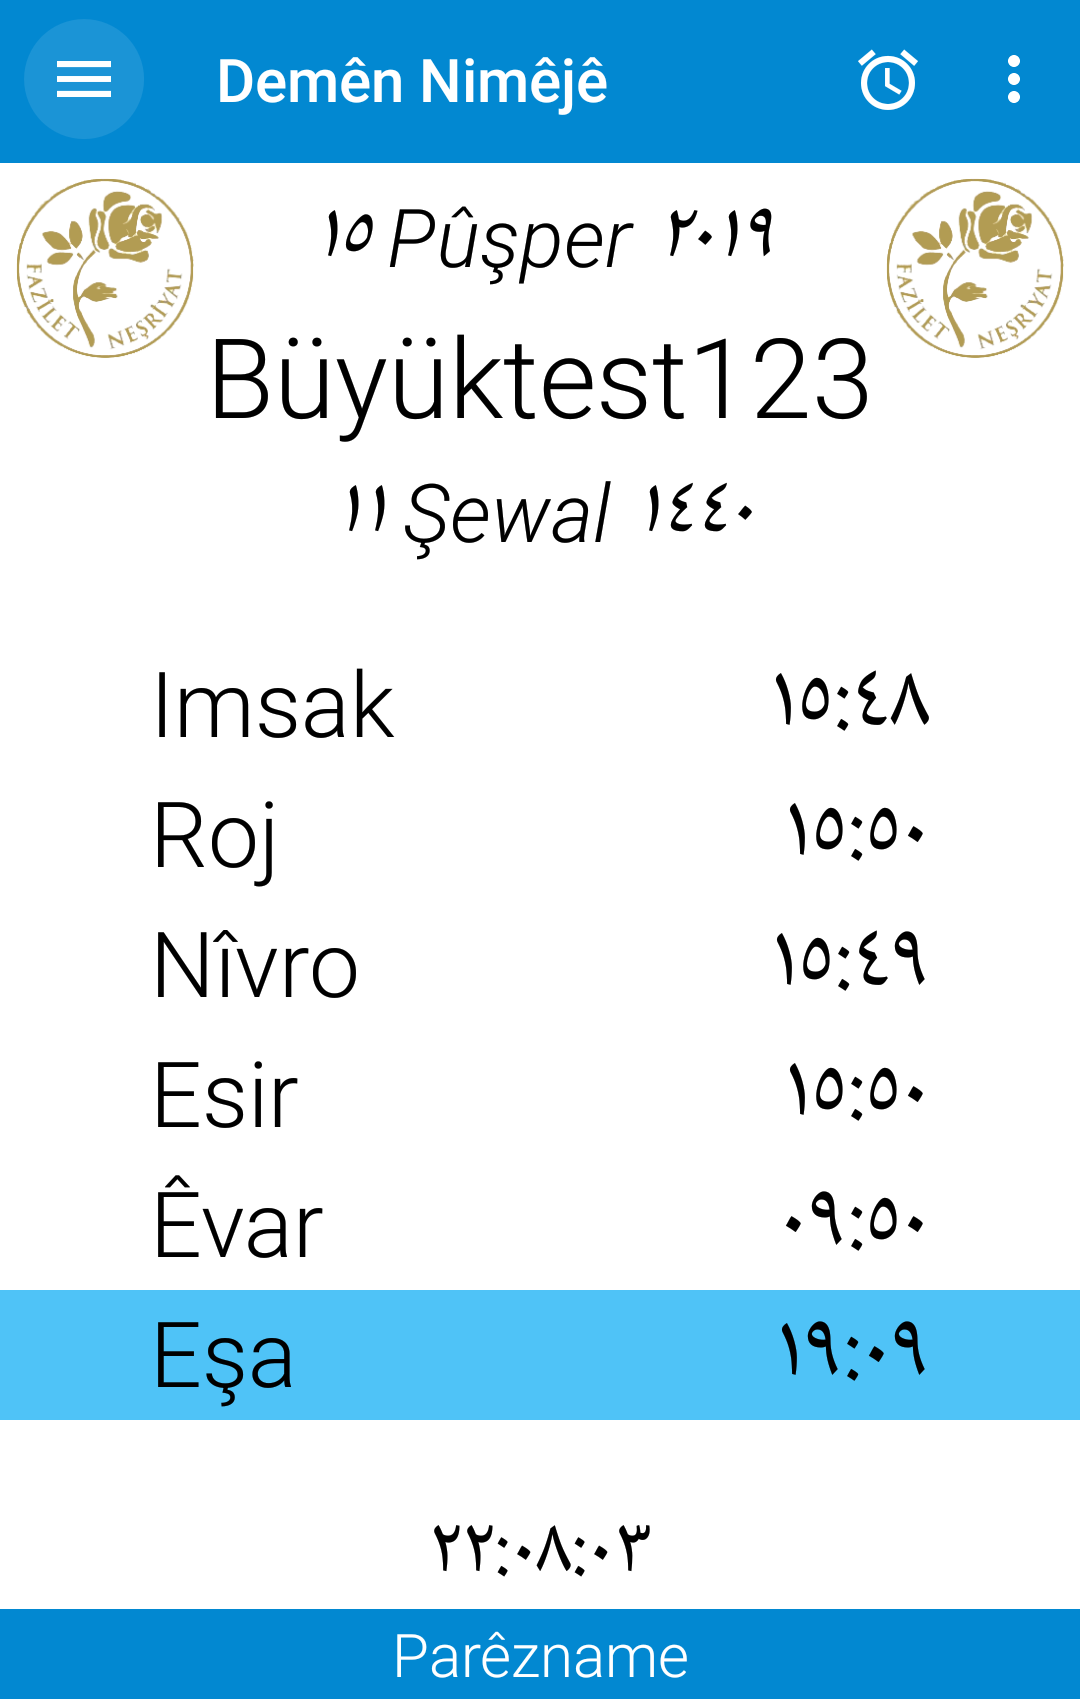 Demên Nimêjê
FAZİLET NEŞRİYAT
١٥ Pûşper ٢٠١٩
FAZİLET NEŞRİYAT
Büyüktest123
١١ Şewal ١٤٤٠
Imsak ١٥:٤٨
Roj ١٥:٥٠
Nîvro ١٥:٤٩
Esir ١٥:٥٠
Êvar ٠٩:٥٠
Eşa ١٩:٠٩
٢٢:٠٨:٠٣
Parêzname